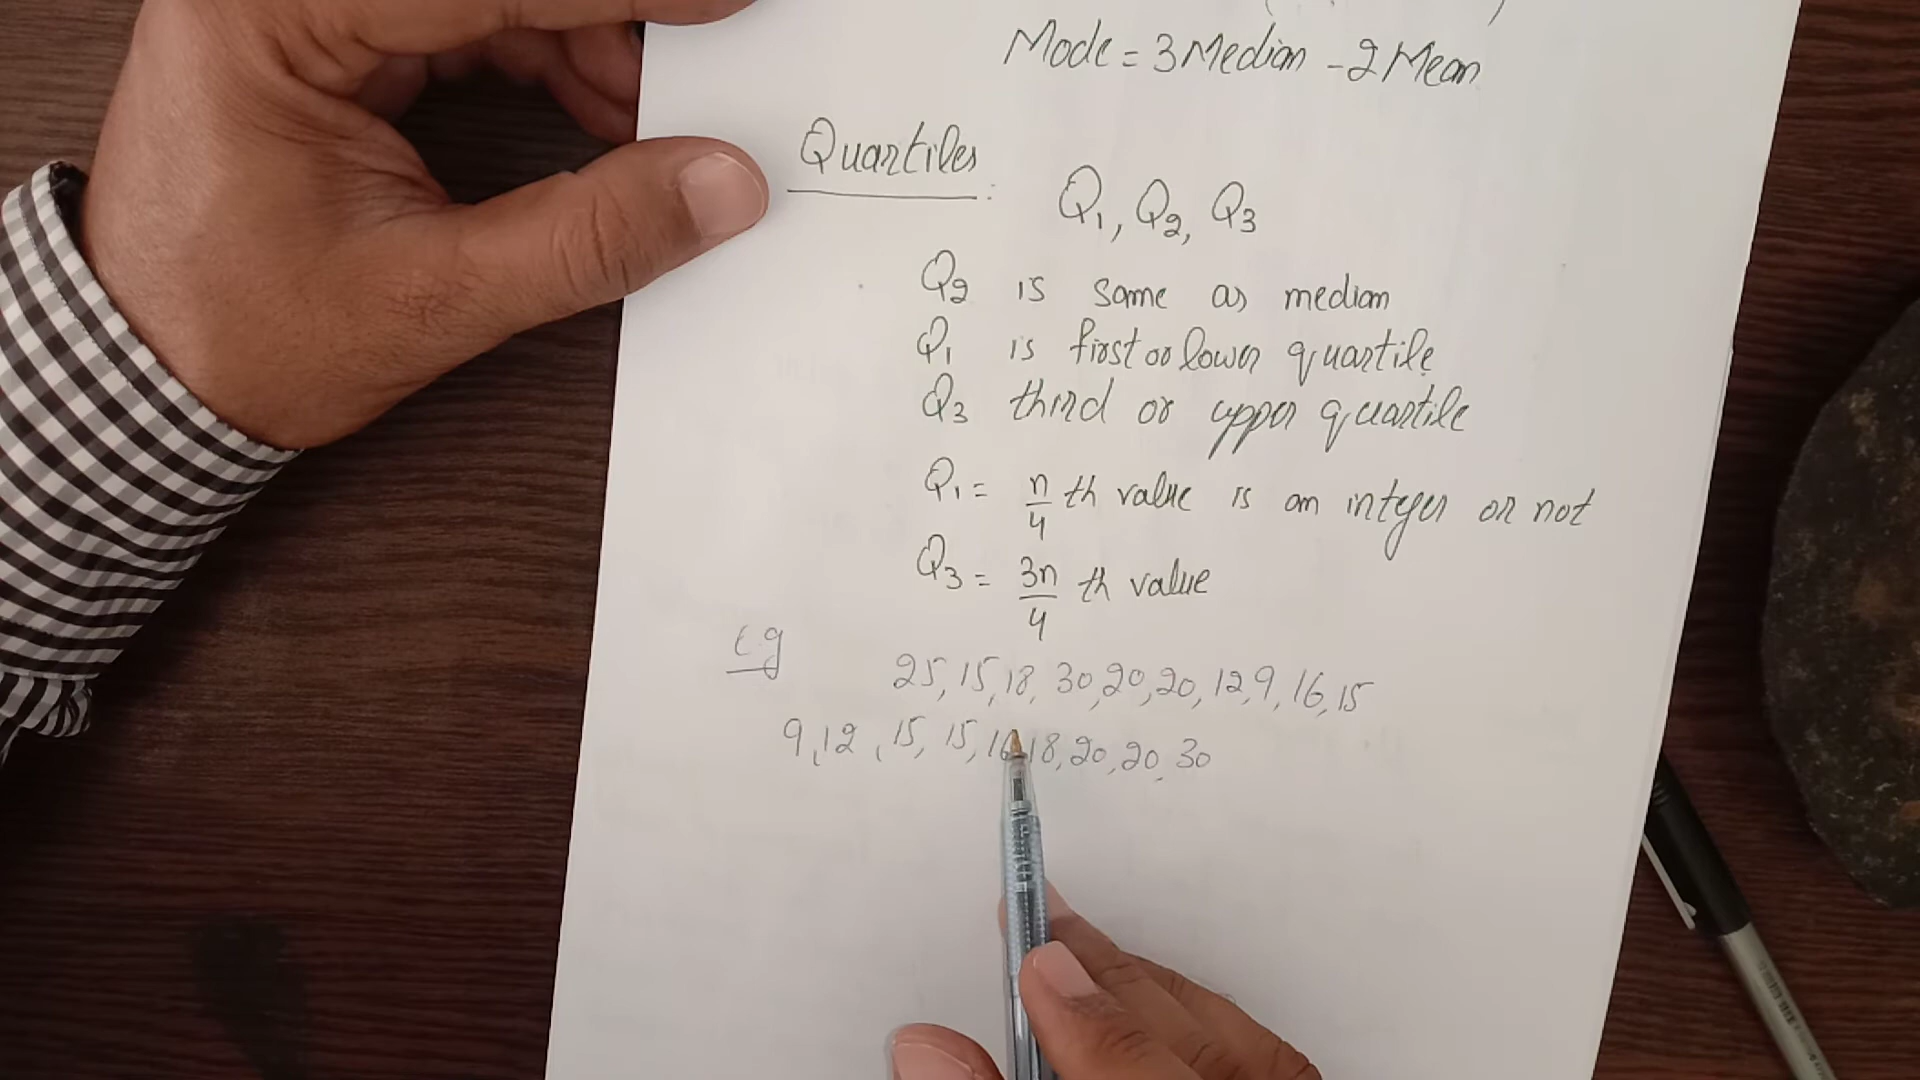 Mode = 3 Median - 2 Mean
Quartiles :
Q1, Q2, Q3
Q2 is same as median
Q1 is first or lower quartile
Q3 third or upper quartile
Q1 = n/4 th value is an integer or not
Q3 = 3n/4 th value
eg 25, 15, 18, 30, 20, 20, 12, 9, 16, 15
9, 12, 15, 15, 16, 18, 20, 20, 30